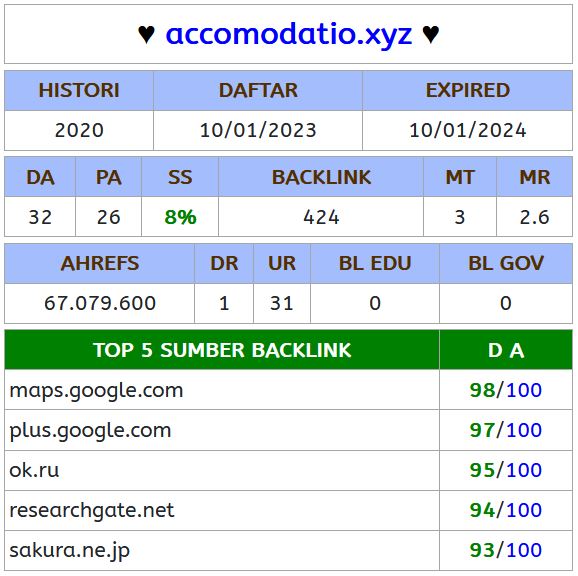 ♥ accomodatio.xyz ♥
HISTORI DAFTAR EXPIRED
2020 10/01/2023 10/01/2024
DA PA SS BACKLINK MT MR
32 26 8% 424 3 2.6
AHREFS DR UR BL EDU BL GOV
67.079.600 1 31 0 0
TOP 5 SUMBER BACKLINK D A
maps.google.com 98/100
plus.google.com 97/100
ok.ru 95/100
researchgate.net 94/100
sakura.ne.jp 93/100